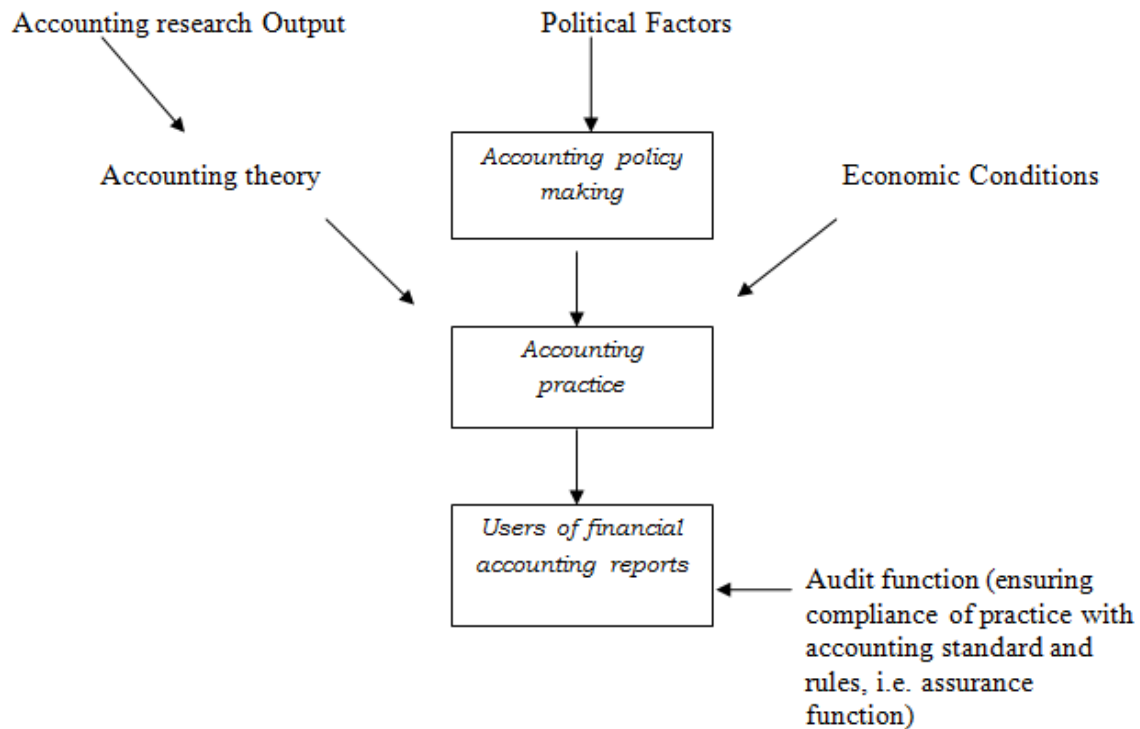 Accounting research Output
Political Factors
Accounting policy
making
Accounting theory
Economic Conditions
Accounting
practice
Users of financial
accounting reports
Audit function (ensuring
compliance of practice with
accounting standard and
rules, i.e. assurance
function)